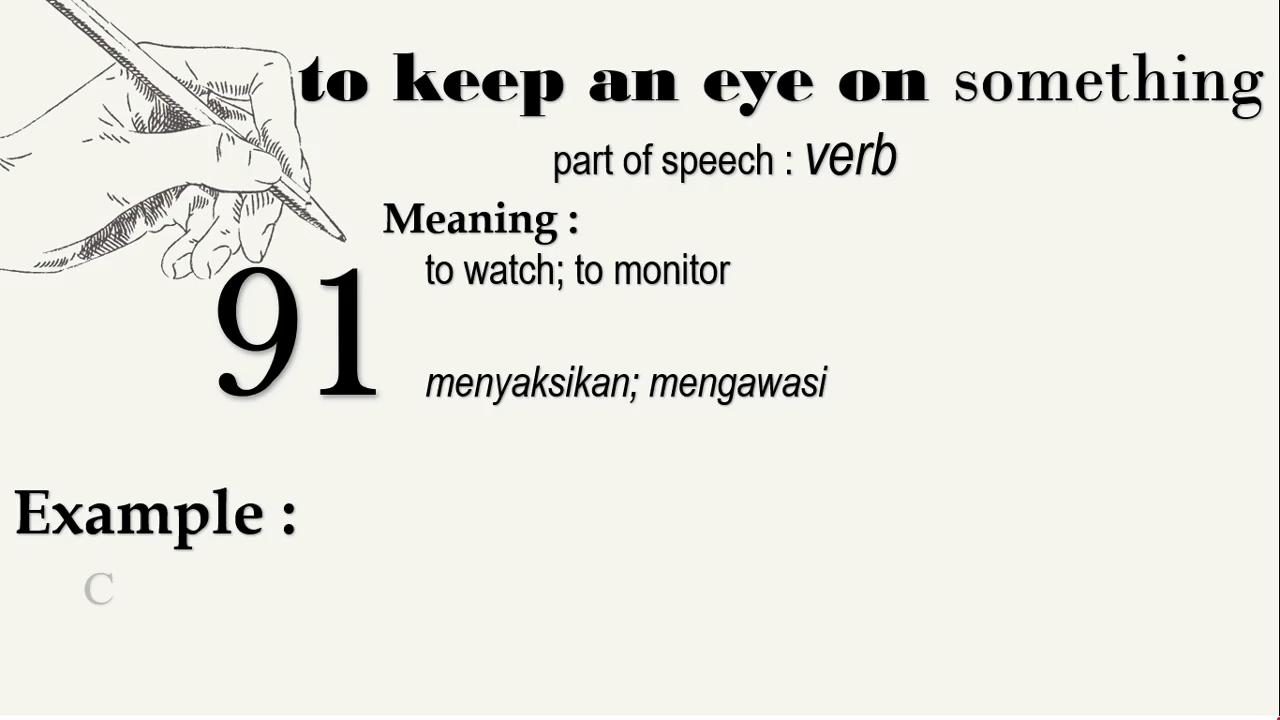 to keep an eye on something
part of speech : verb
Meaning :
to watch; to monitor
91
menyaksikan; mengawasi
Example :
C